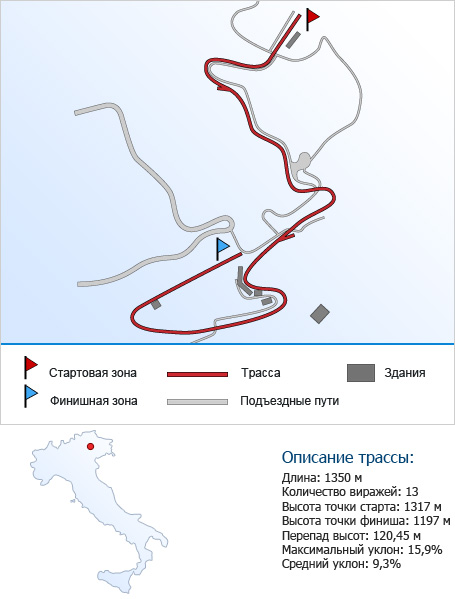 Стартовая зона
Трасса
Здания
Финишная зона
Подъездные пути
Описание трассы:
Длина: 1350 м
Количество виражей: 13
Высота точки старта: 1317 м
Высота точки финиша: 1197 м
Перепад высот: 120,45 м
Максимальный уклон: 15,9%
Средний уклон: 9,3%